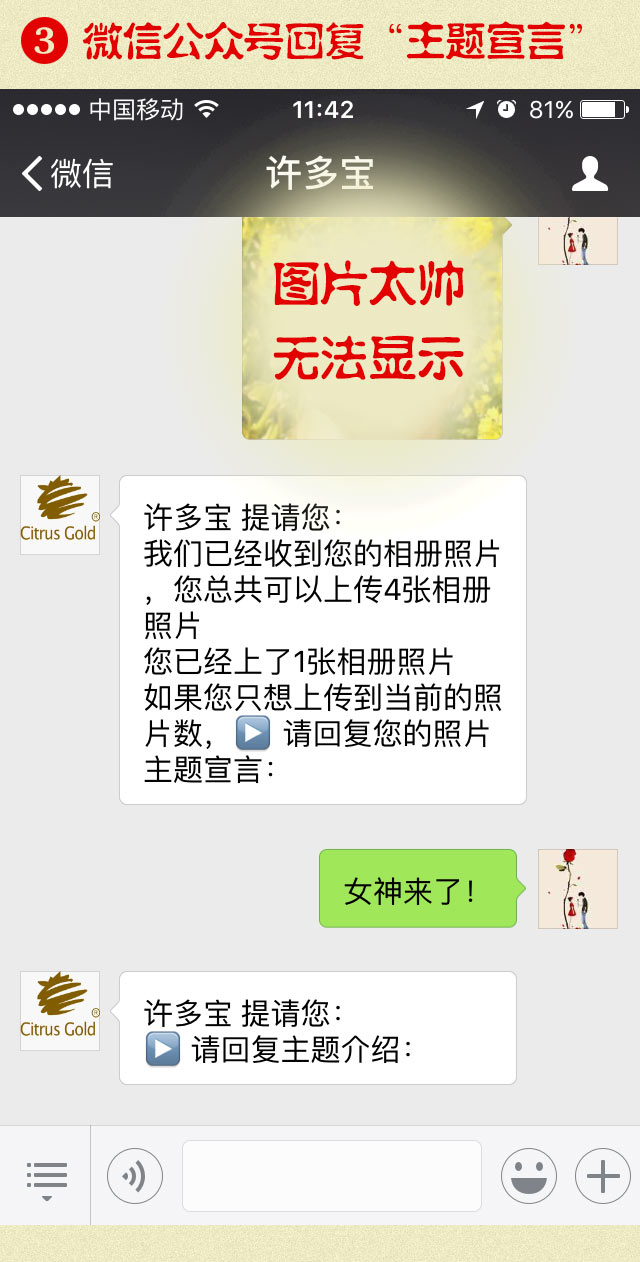 3 微信公众号回复“主题宣言”
中国移动 11:42 81%
微信 许多宝
图片太帅
无法显示
Citrus Gold®
许多宝 提请您：
我们已经收到您的相册照片
，您总共可以上传4张相册
照片
您已经上了1张相册照片
如果您只想上传到当前的照
片数，▶ 请回复您的照片
主题宣言：
女神来了！
Citrus Gold®
许多宝 提请您：
▶ 请回复主题介绍：